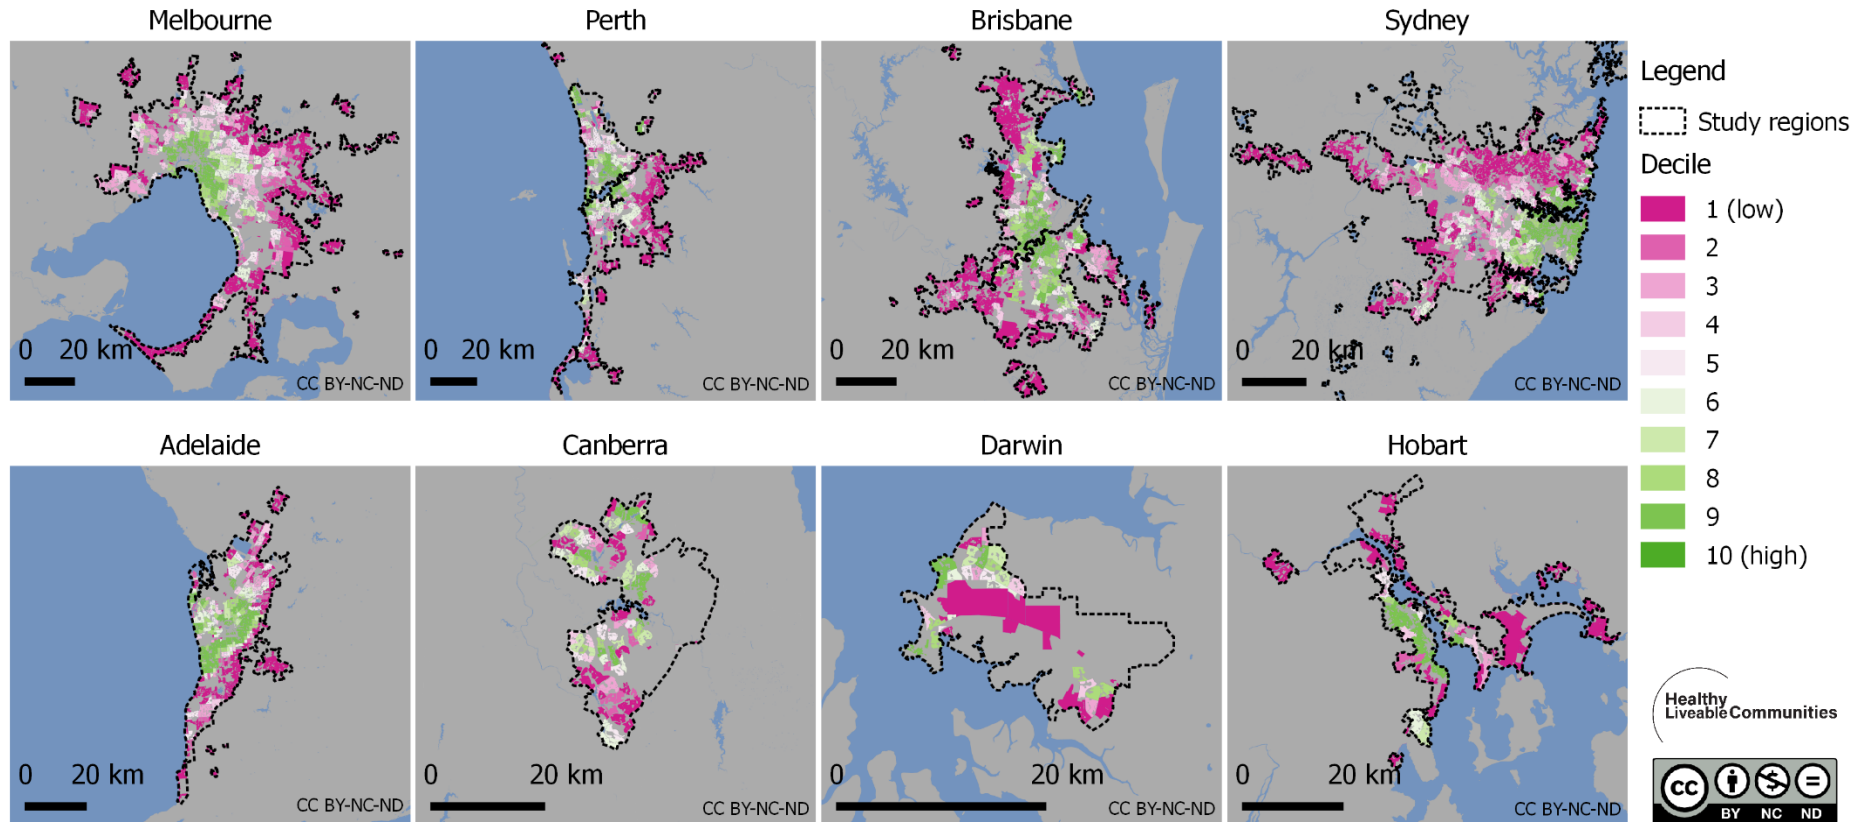 Melbourne
Perth
Brisbane
Sydney
0 20 km
CC BY-NC-ND
0 20 km
CC BY-NC-ND
0 20 km
CC BY-NC-ND
0 20 km
CC BY-NC-ND
Legend
Study regions
Decile
1 (low)
2
3
4
5
6
7
8
9
10 (high)
Adelaide
Canberra
Darwin
Hobart
0 20 km
CC BY-NC-ND
0 20 km
CC BY-NC-ND
0 20 km
CC BY-NC-ND
0 20 km
CC BY-NC-ND
Healthy
Liveable Communities
cc
BY NC ND